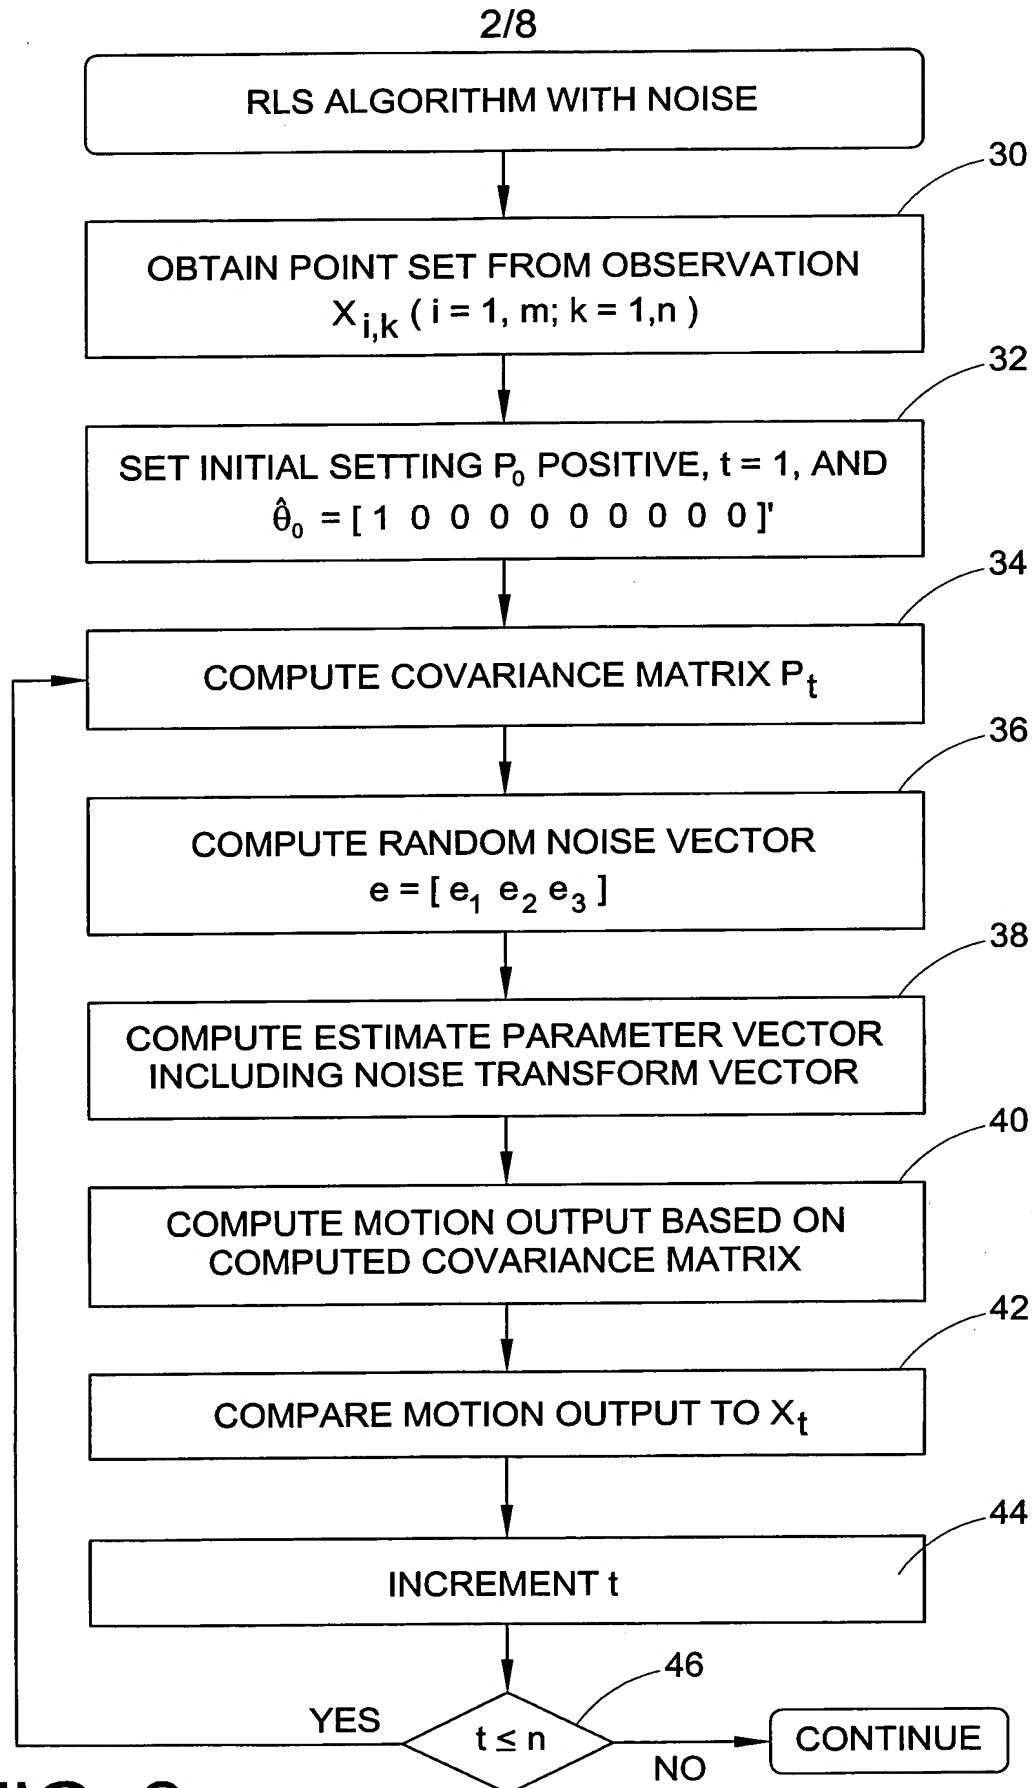 2/8
RLS ALGORITHM WITH NOISE
30
OBTAIN POINT SET FROM OBSERVATION
X i,k ( i = 1, m; k = 1,n )
32
SET INITIAL SETTING P₀ POSITIVE, t = 1, AND
θ̂₀ = [ 1 0 0 0 0 0 0 0 0 0 ]'
34
COMPUTE COVARIANCE MATRIX Pt
36
COMPUTE RANDOM NOISE VECTOR
e = [ e₁ e₂ e₃ ]
38
COMPUTE ESTIMATE PARAMETER VECTOR
INCLUDING NOISE TRANSFORM VECTOR
40
COMPUTE MOTION OUTPUT BASED ON
COMPUTED COVARIANCE MATRIX
42
COMPARE MOTION OUTPUT TO Xt
44
INCREMENT t
46
YES
t ≤ n
NO
CONTINUE